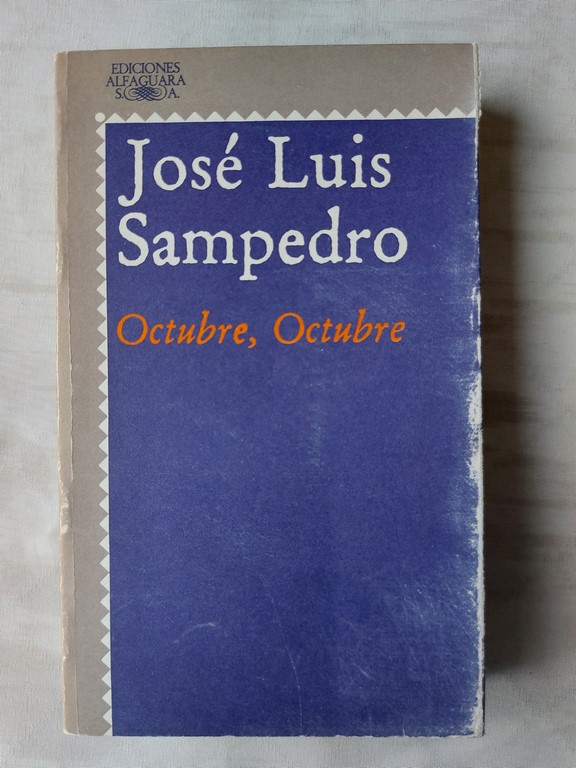 EDICIONES
ALFAGUARA
S. A.
José Luis
Sampedro
Octubre, Octubre